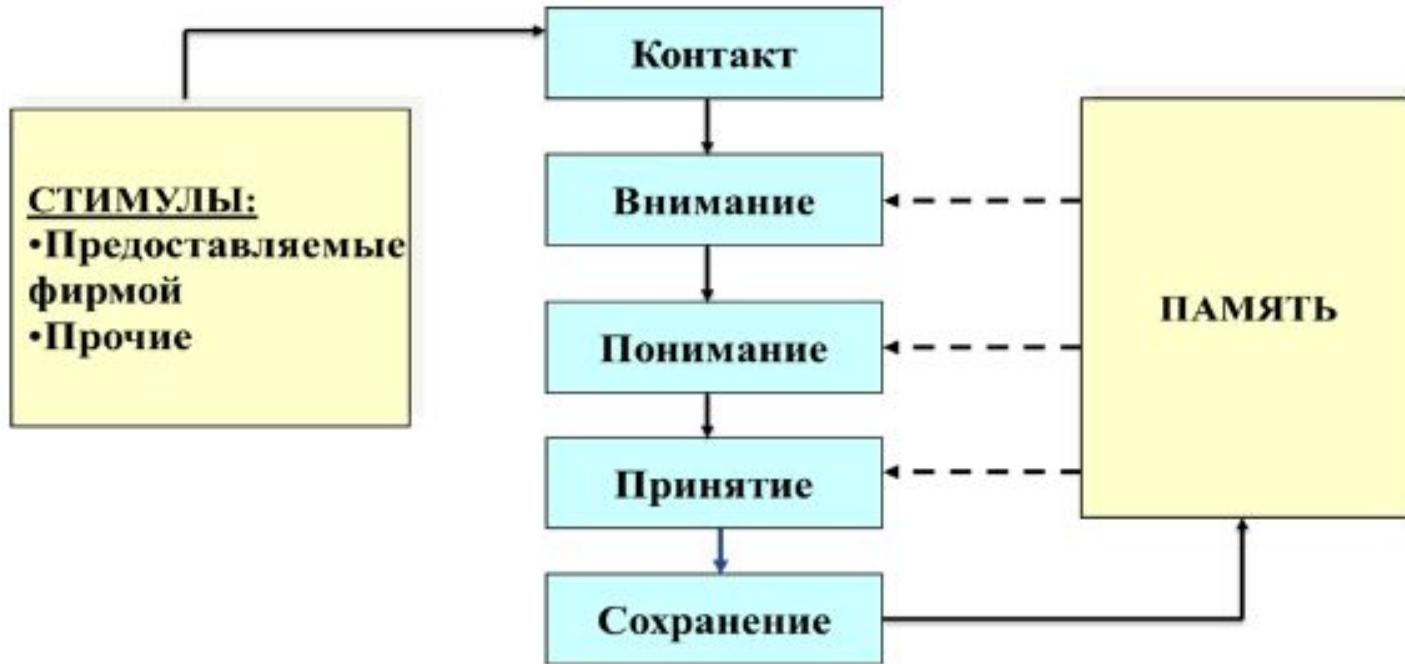 Контакт
СТИМУЛЫ:
•Предоставляемые
фирмой
•Прочие
Внимание
Понимание
Принятие
Сохранение
ПАМЯТЬ